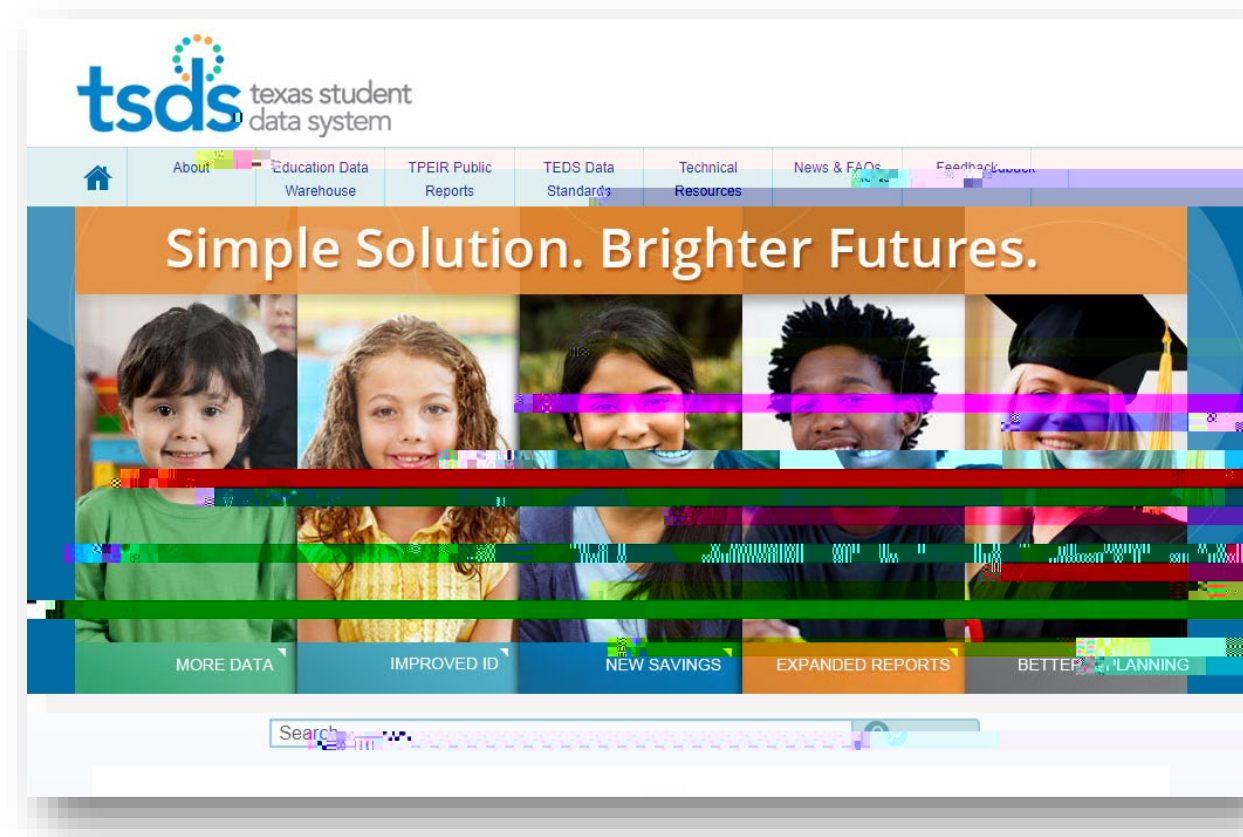 tsds texas student
data system
About Education Data Warehouse TPEIR Public Reports TEDS Data Standards Technical Resources News & FAQs Feedback
Simple Solution. Brighter Futures.
MORE DATA IMPROVED ID NEW SAVINGS EXPANDED REPORTS BETTER PLANNING
Search